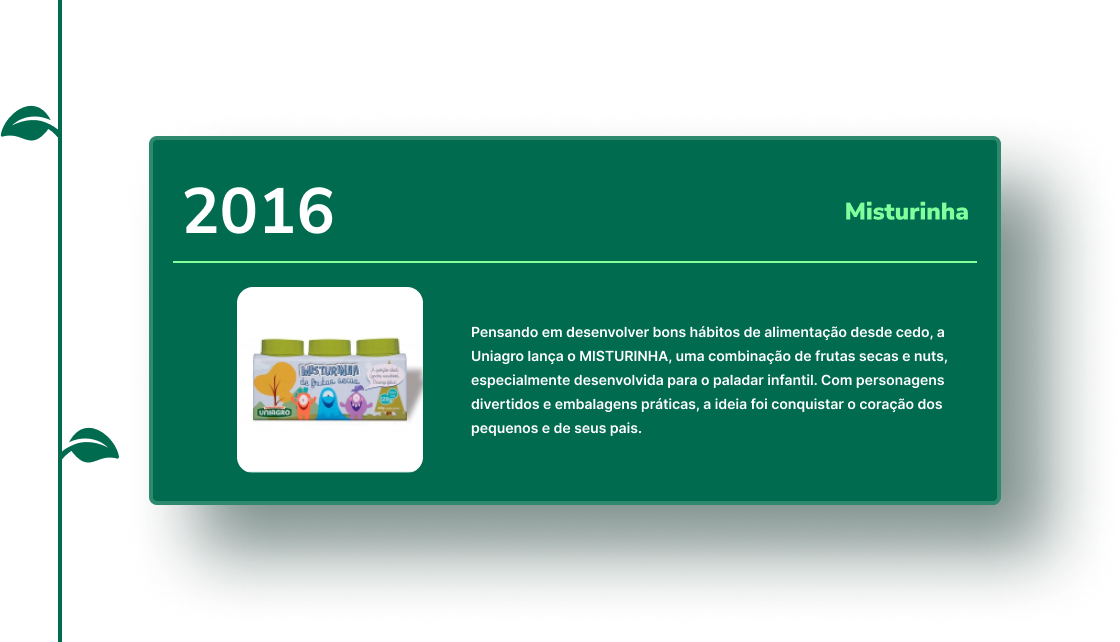 2016
Misturinha
MISTURINHA
de frutas secas
UNIAGRO
Pensando em desenvolver bons hábitos de alimentação desde cedo, a
Uniagro lança o MISTURINHA, uma combinação de frutas secas e nuts,
especialmente desenvolvida para o paladar infantil. Com personagens
divertidos e embalagens práticas, a ideia foi conquistar o coração dos
pequenos e de seus pais.